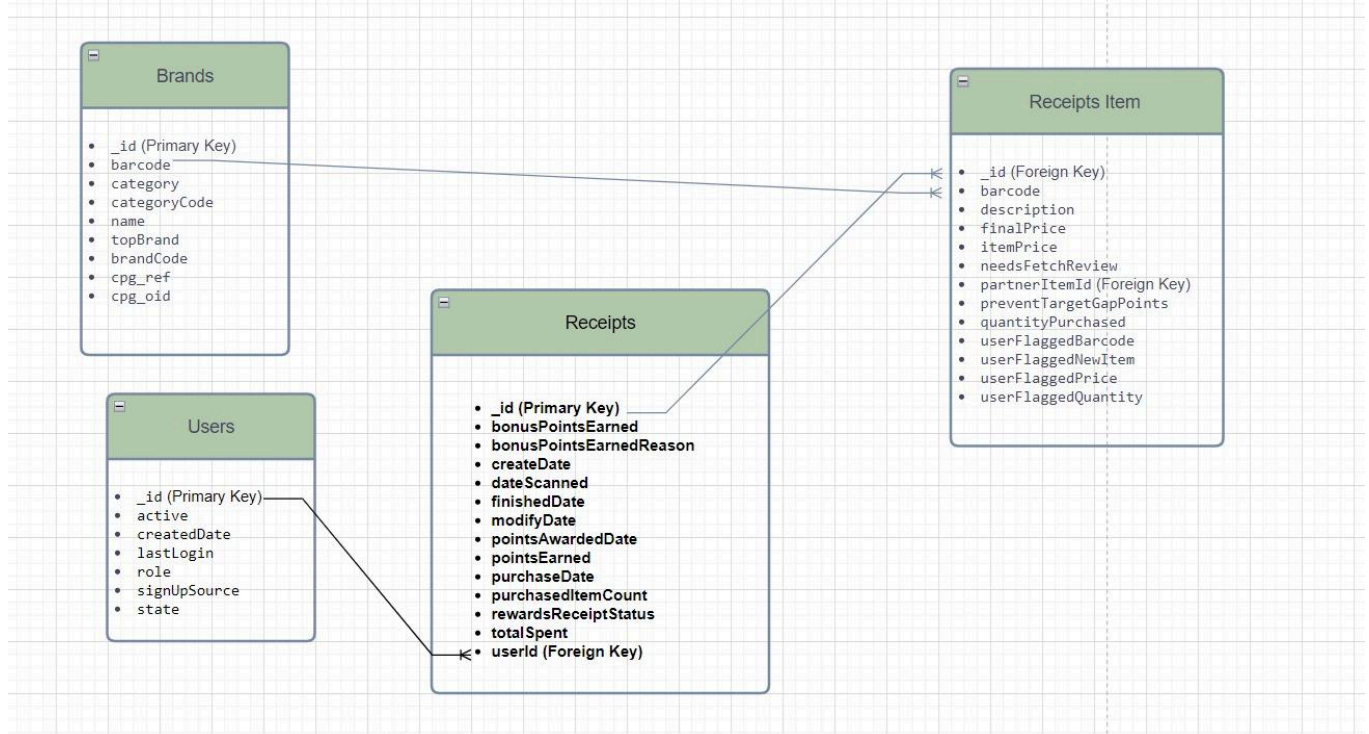 Brands
_id (Primary Key)
barcode
category
categoryCode
name
topBrand
brandCode
cpg_ref
cpg_oid
Receipts Item
_id (Foreign Key)
barcode
description
finalPrice
itemPrice
needsFetchReview
partnerItemId (Foreign Key)
preventTargetGapPoints
quantityPurchased
userFlaggedBarcode
userFlaggedNewItem
userFlaggedPrice
userFlaggedQuantity
Receipts
_id (Primary Key)
bonusPointsEarned
bonusPointsEarnedReason
createDate
dateScanned
finishedDate
modifyDate
pointsAwardedDate
pointsEarned
purchaseDate
purchasedItemCount
rewardsReceiptStatus
totalSpent
userId (Foreign Key)
Users
_id (Primary Key)
active
createdDate
lastLogin
role
signUpSource
state